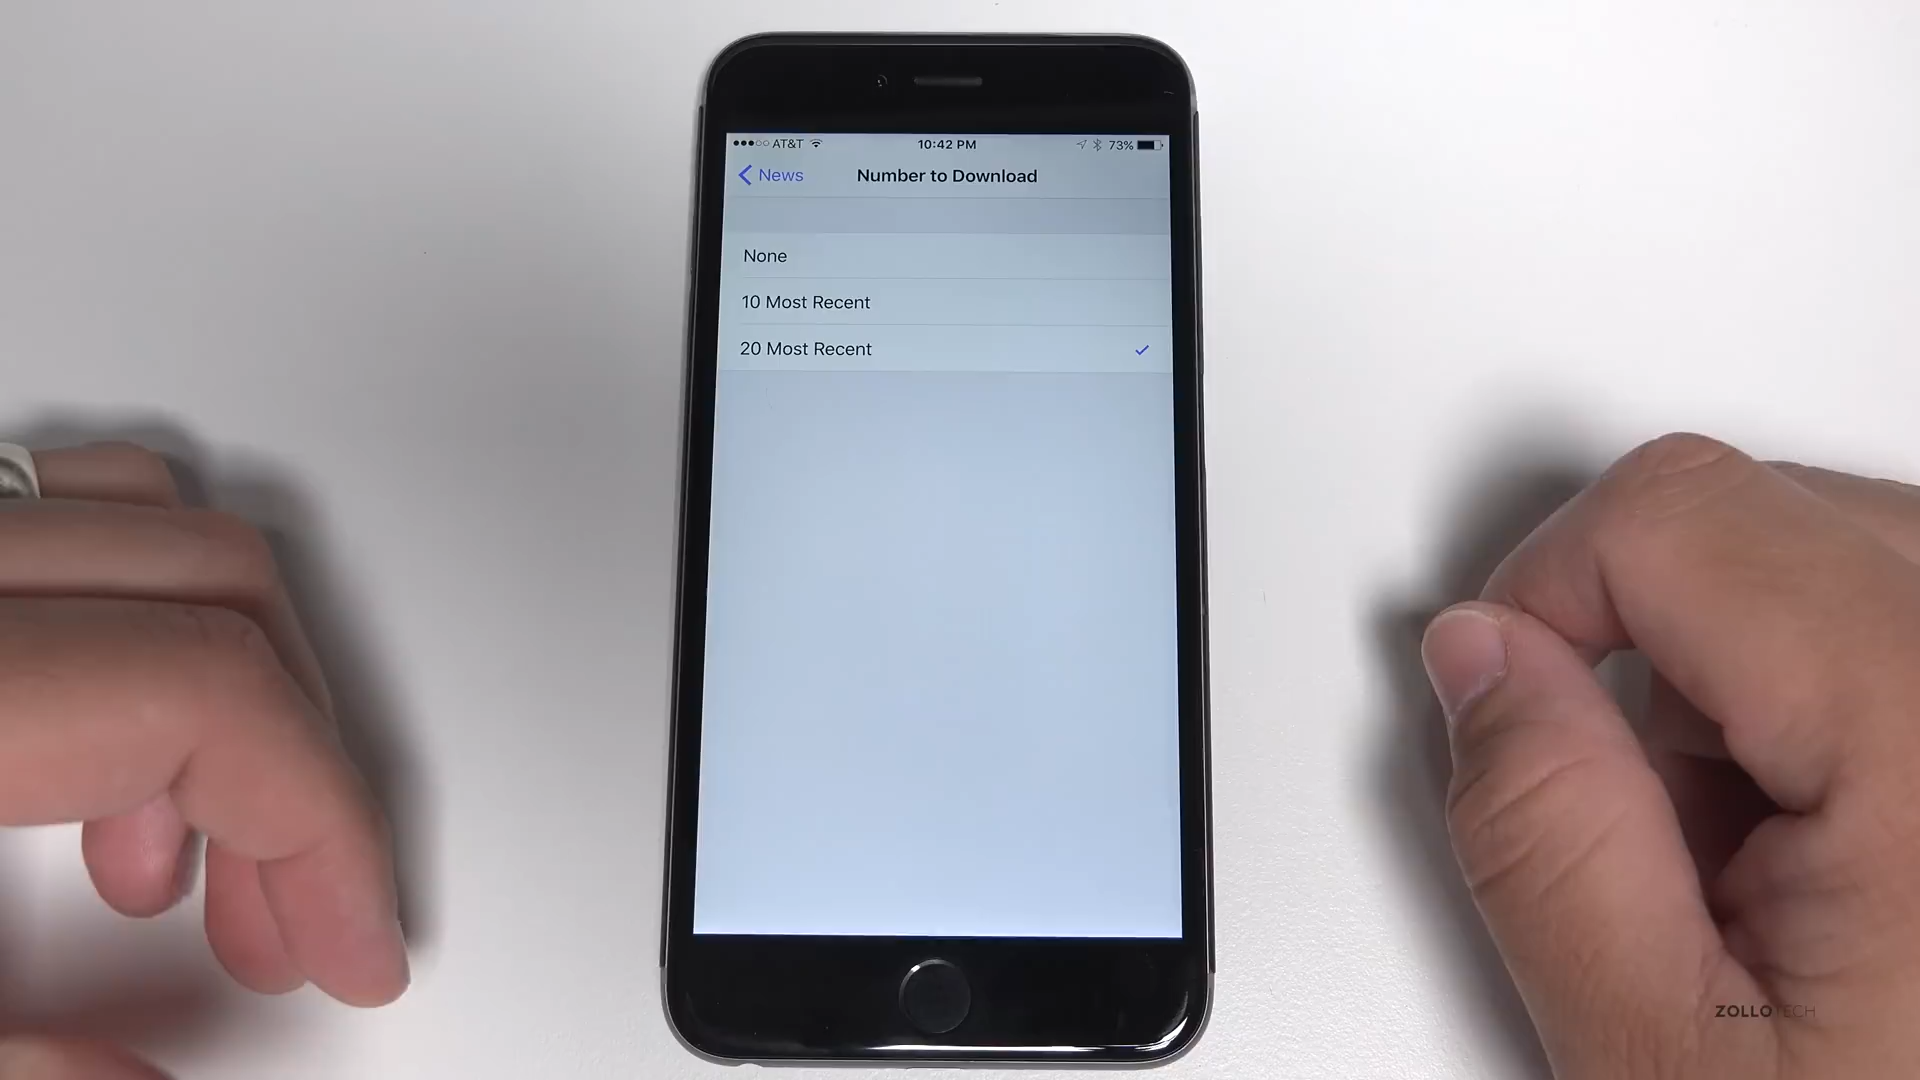 AT&T 10:42 PM 73%
News Number to Download
None
10 Most Recent
20 Most Recent
ZOLLOTECH